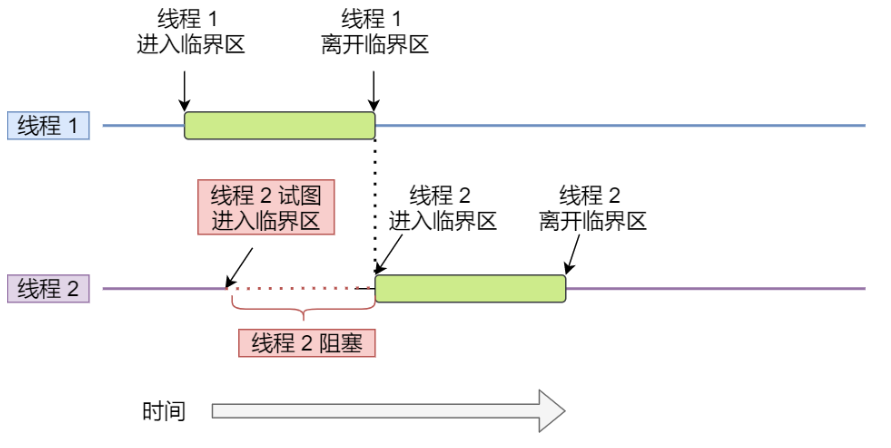 线程 1
进入临界区
线程 1
离开临界区
线程 1
线程 2 试图
进入临界区
线程 2
进入临界区
线程 2
离开临界区
线程 2
线程 2 阻塞
时间